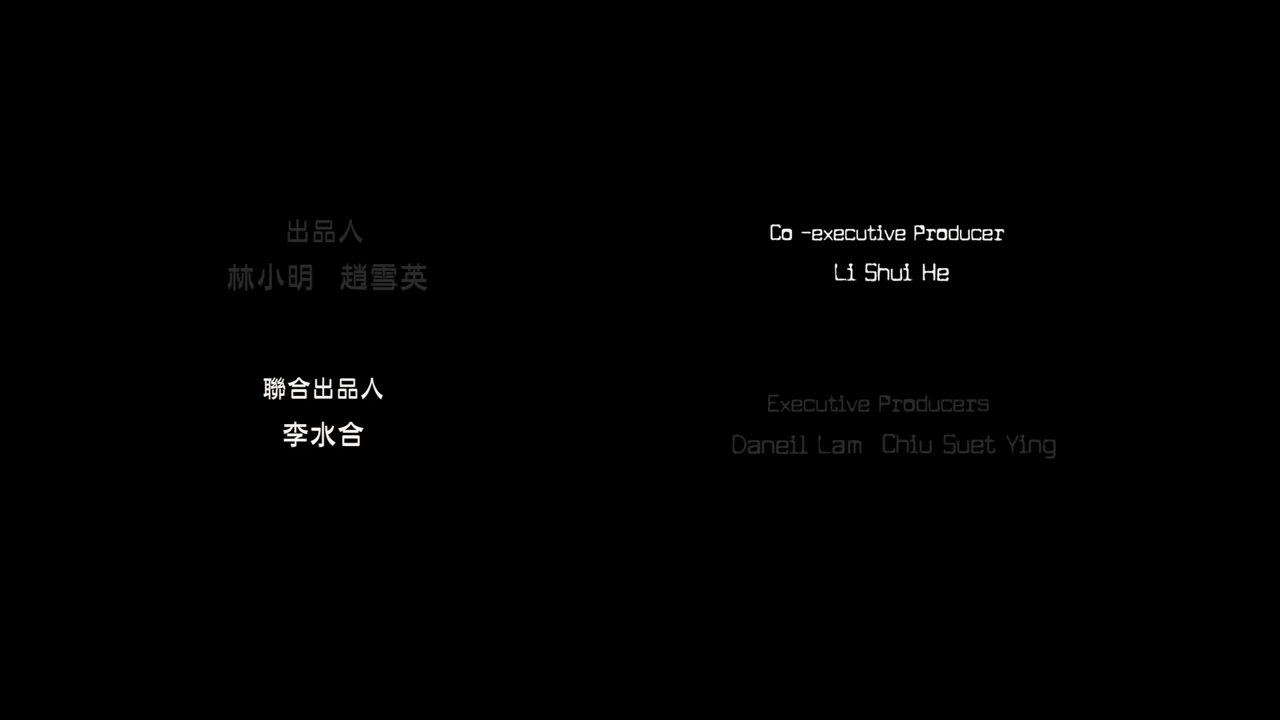 出品人
林小明 趙雪英
聯合出品人
李水合
Co -executive Producer
Li Shui He
Executive Producers
Daneil Lam Chiu Suet Ying